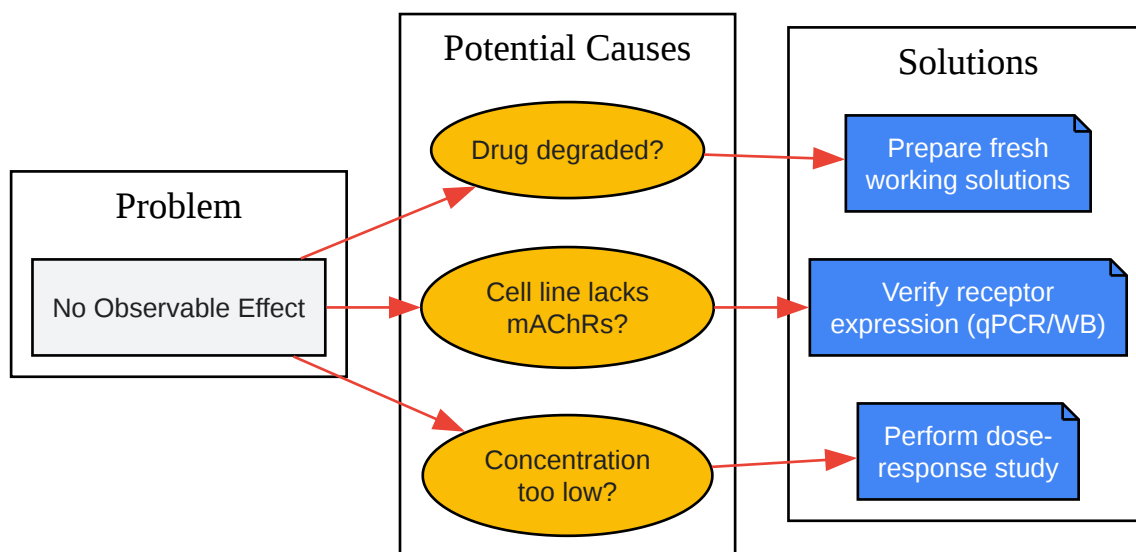 Problem
No Observable Effect
Potential Causes
Drug degraded?
Cell line lacks
mAChRs?
Concentration
too low?
Solutions
Prepare fresh
working solutions
Verify receptor
expression (qPCR/WB)
Perform dose-
response study